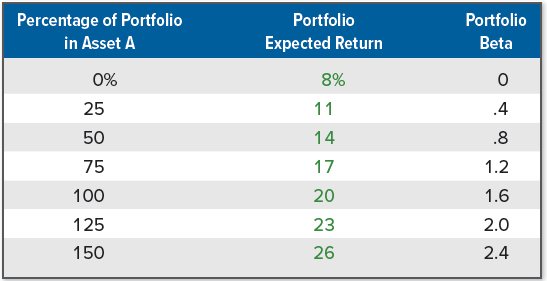 Percentage of Portfolio in Asset A Portfolio Expected Return Portfolio Beta
0% 8% 0
25 11 .4
50 14 .8
75 17 1.2
100 20 1.6
125 23 2.0
150 26 2.4